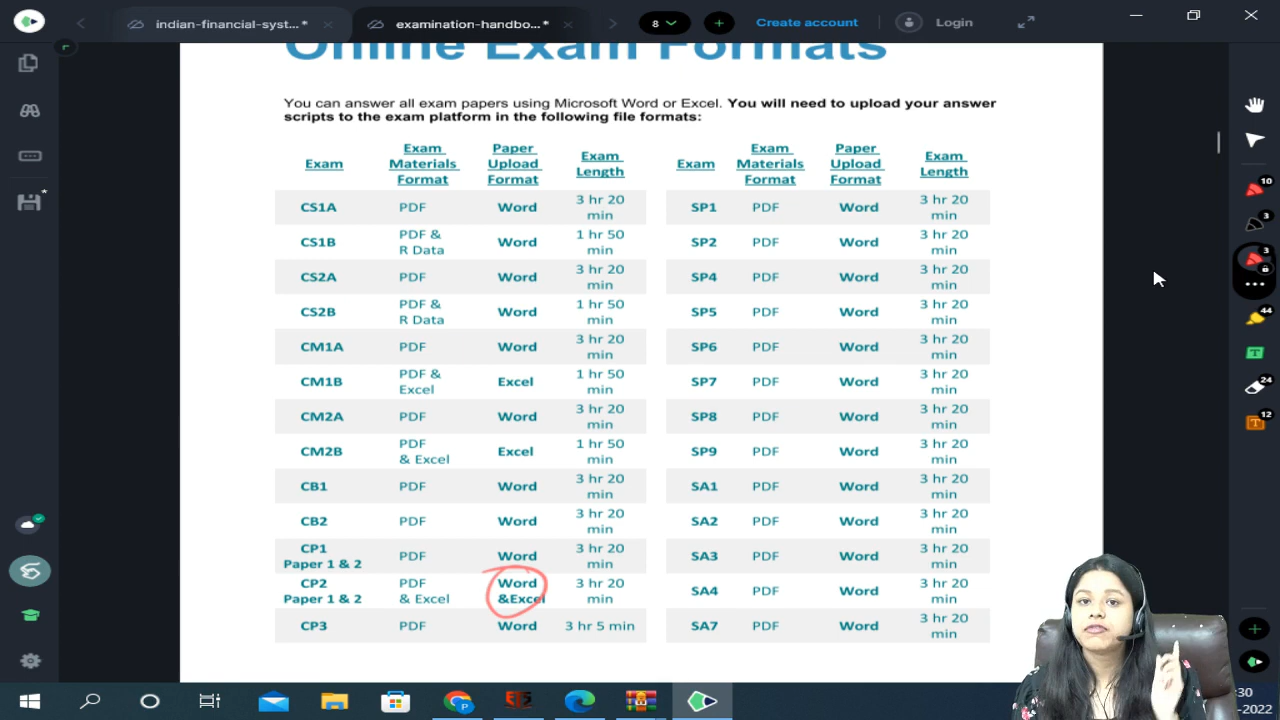 indian-financial-syst... *
examination-handbo... *
8
Create account
Login
Online Exam Formats
You can answer all exam papers using Microsoft Word or Excel. You will need to upload your answer
scripts to the exam platform in the following file formats:
Exam Exam Materials Format Paper Upload Format Exam Length
CS1A PDF Word 3 hr 20 min
CS1B PDF & R Data Word 1 hr 50 min
CS2A PDF Word 3 hr 20 min
CS2B PDF & R Data Word 1 hr 50 min
CM1A PDF Word 3 hr 20 min
CM1B PDF & Excel Excel 1 hr 50 min
CM2A PDF Word 3 hr 20 min
CM2B PDF & Excel Excel 1 hr 50 min
CB1 PDF Word 3 hr 20 min
CB2 PDF Word 3 hr 20 min
CP1 Paper 1 & 2 PDF Word 3 hr 20 min
CP2 Paper 1 & 2 PDF & Excel Word &Excel 3 hr 20 min
CP3 PDF Word 3 hr 5 min
Exam Exam Materials Format Paper Upload Format Exam Length
SP1 PDF Word 3 hr 20 min
SP2 PDF Word 3 hr 20 min
SP4 PDF Word 3 hr 20 min
SP5 PDF Word 3 hr 20 min
SP6 PDF Word 3 hr 20 min
SP7 PDF Word 3 hr 20 min
SP8 PDF Word 3 hr 20 min
SP9 PDF Word 3 hr 20 min
SA1 PDF Word 3 hr 20 min
SA2 PDF Word 3 hr 20 min
SA3 PDF Word 3 hr 20 min
SA4 PDF Word 3 hr 20 min
SA7 PDF Word 3 hr 20 min
10
3
3
44
T
24
12
T
P
:30
-2022